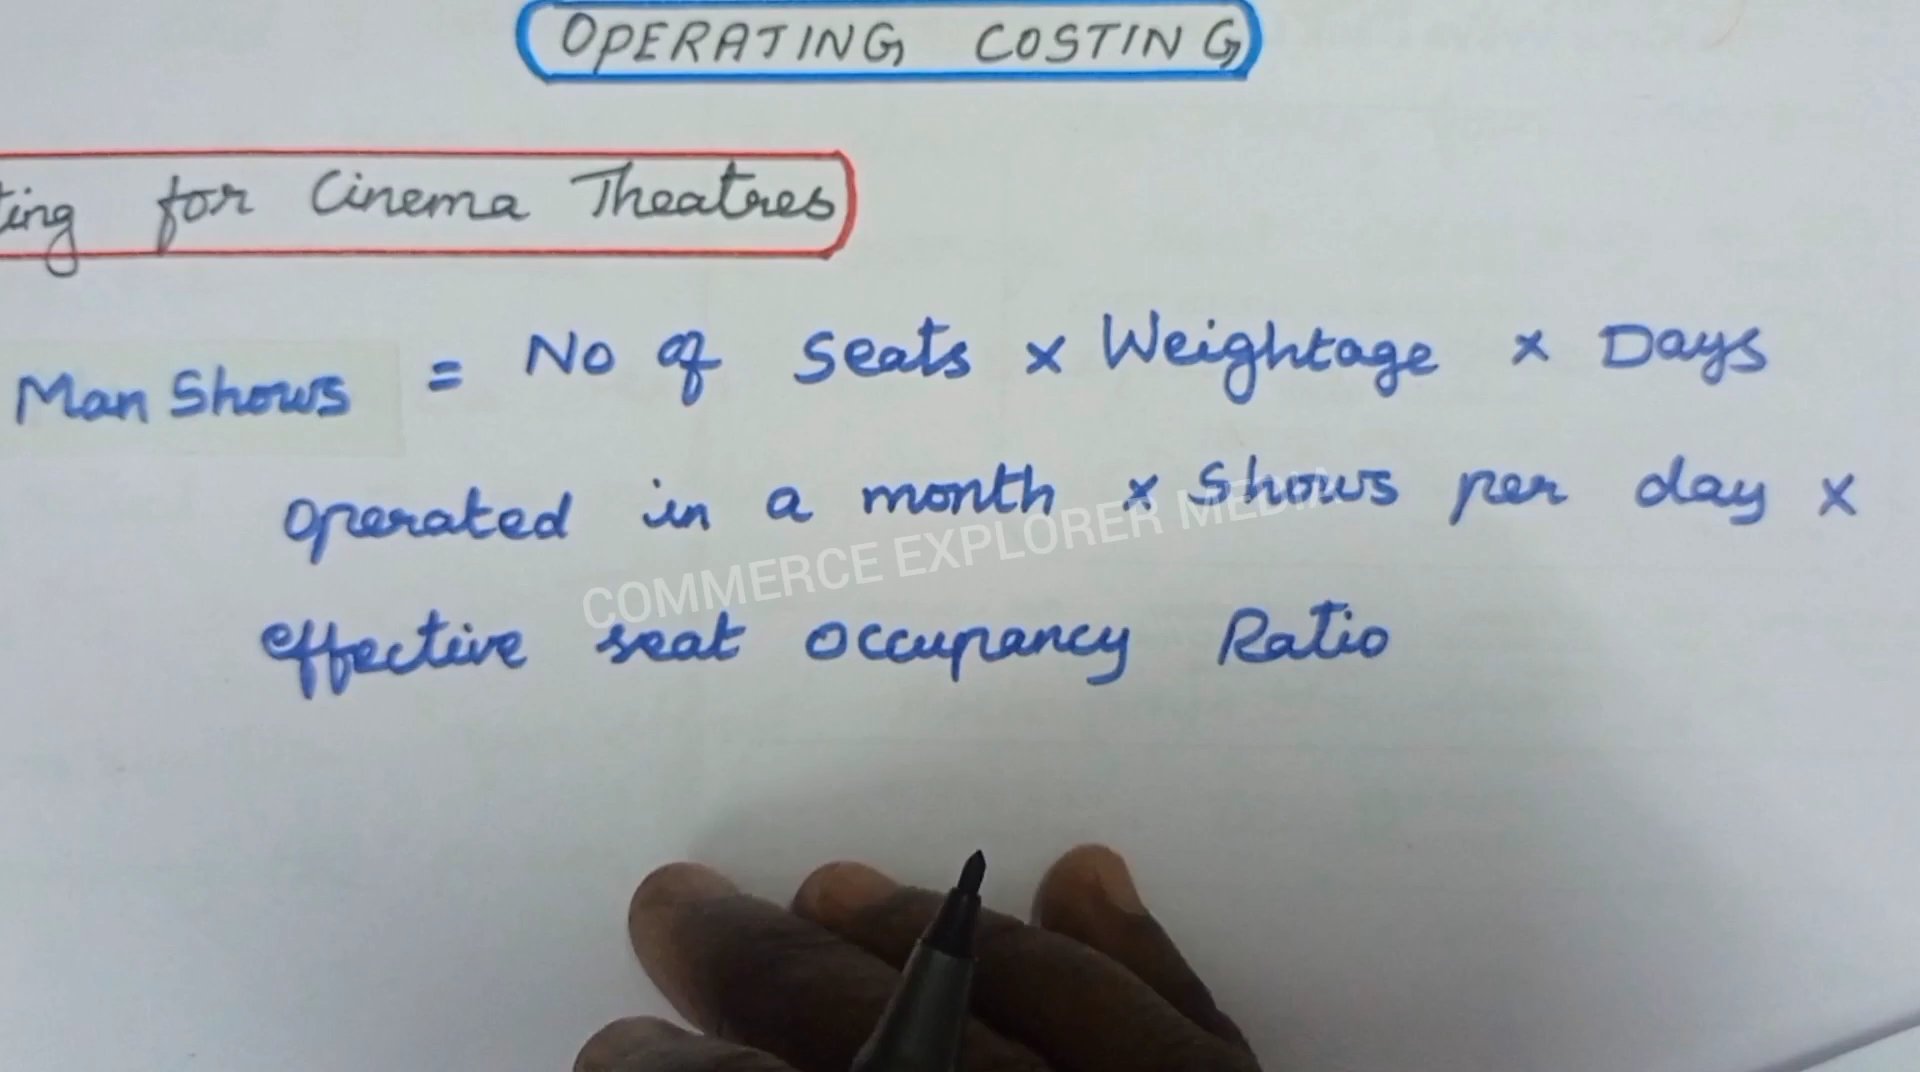 OPERATING COSTING
ting for Cinema Theatres
Man Shows = No of Seats x Weightage x Days
operated in a month x Shows per day x
COMMERCE EXPLORER MEDIA
effective seat Occupancy Ratio